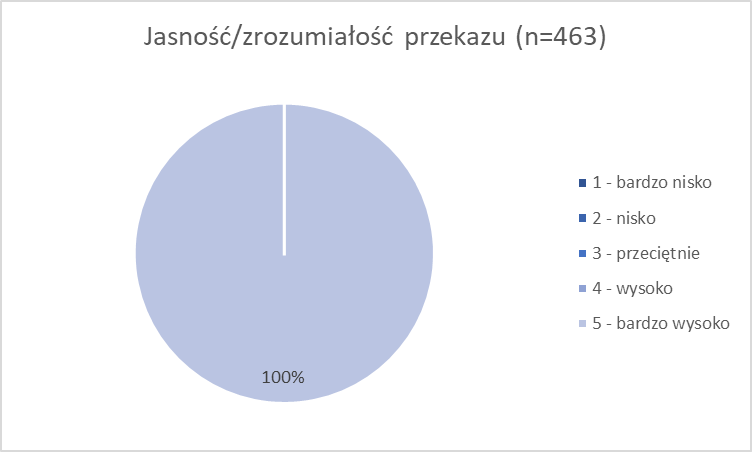 Jasność/zrozumiałość przekazu (n=463)
1 - bardzo nisko
2 - nisko
3 - przeciętnie
4 - wysoko
5 - bardzo wysoko
100%